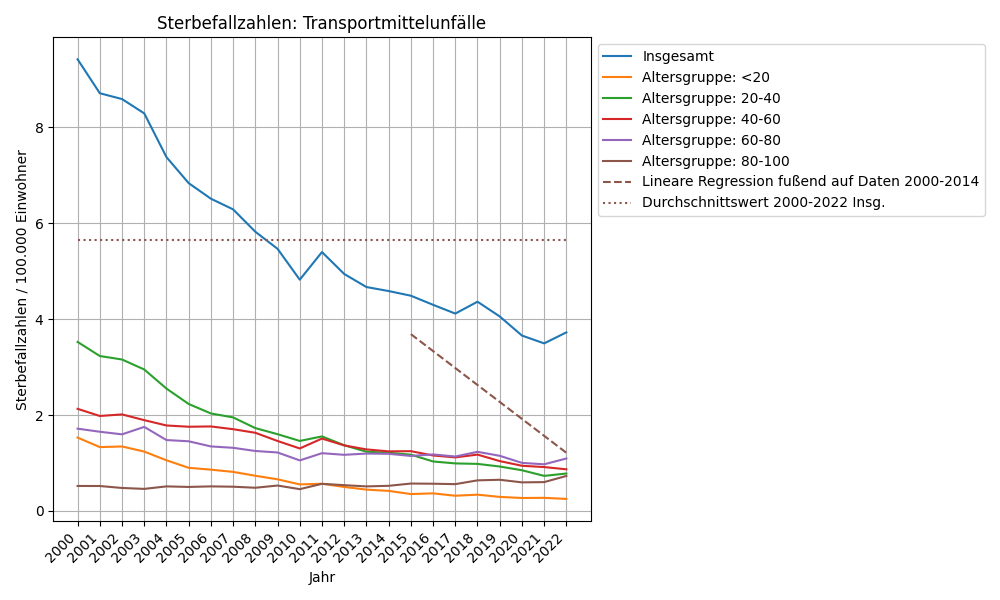 Sterbefallzahlen: Transportmittelunfälle
Sterbefallzahlen / 100.000 Einwohner
8
6
4
2
0
2000
2001
2002
2003
2004
2005
2006
2007
2008
2009
2010
2011
2012
2013
2014
2015
2016
2017
2018
2019
2020
2021
2022
Jahr
Insgesamt
Altersgruppe: <20
Altersgruppe: 20-40
Altersgruppe: 40-60
Altersgruppe: 60-80
Altersgruppe: 80-100
Lineare Regression fußend auf Daten 2000-2014
Durchschnittswert 2000-2022 Insg.